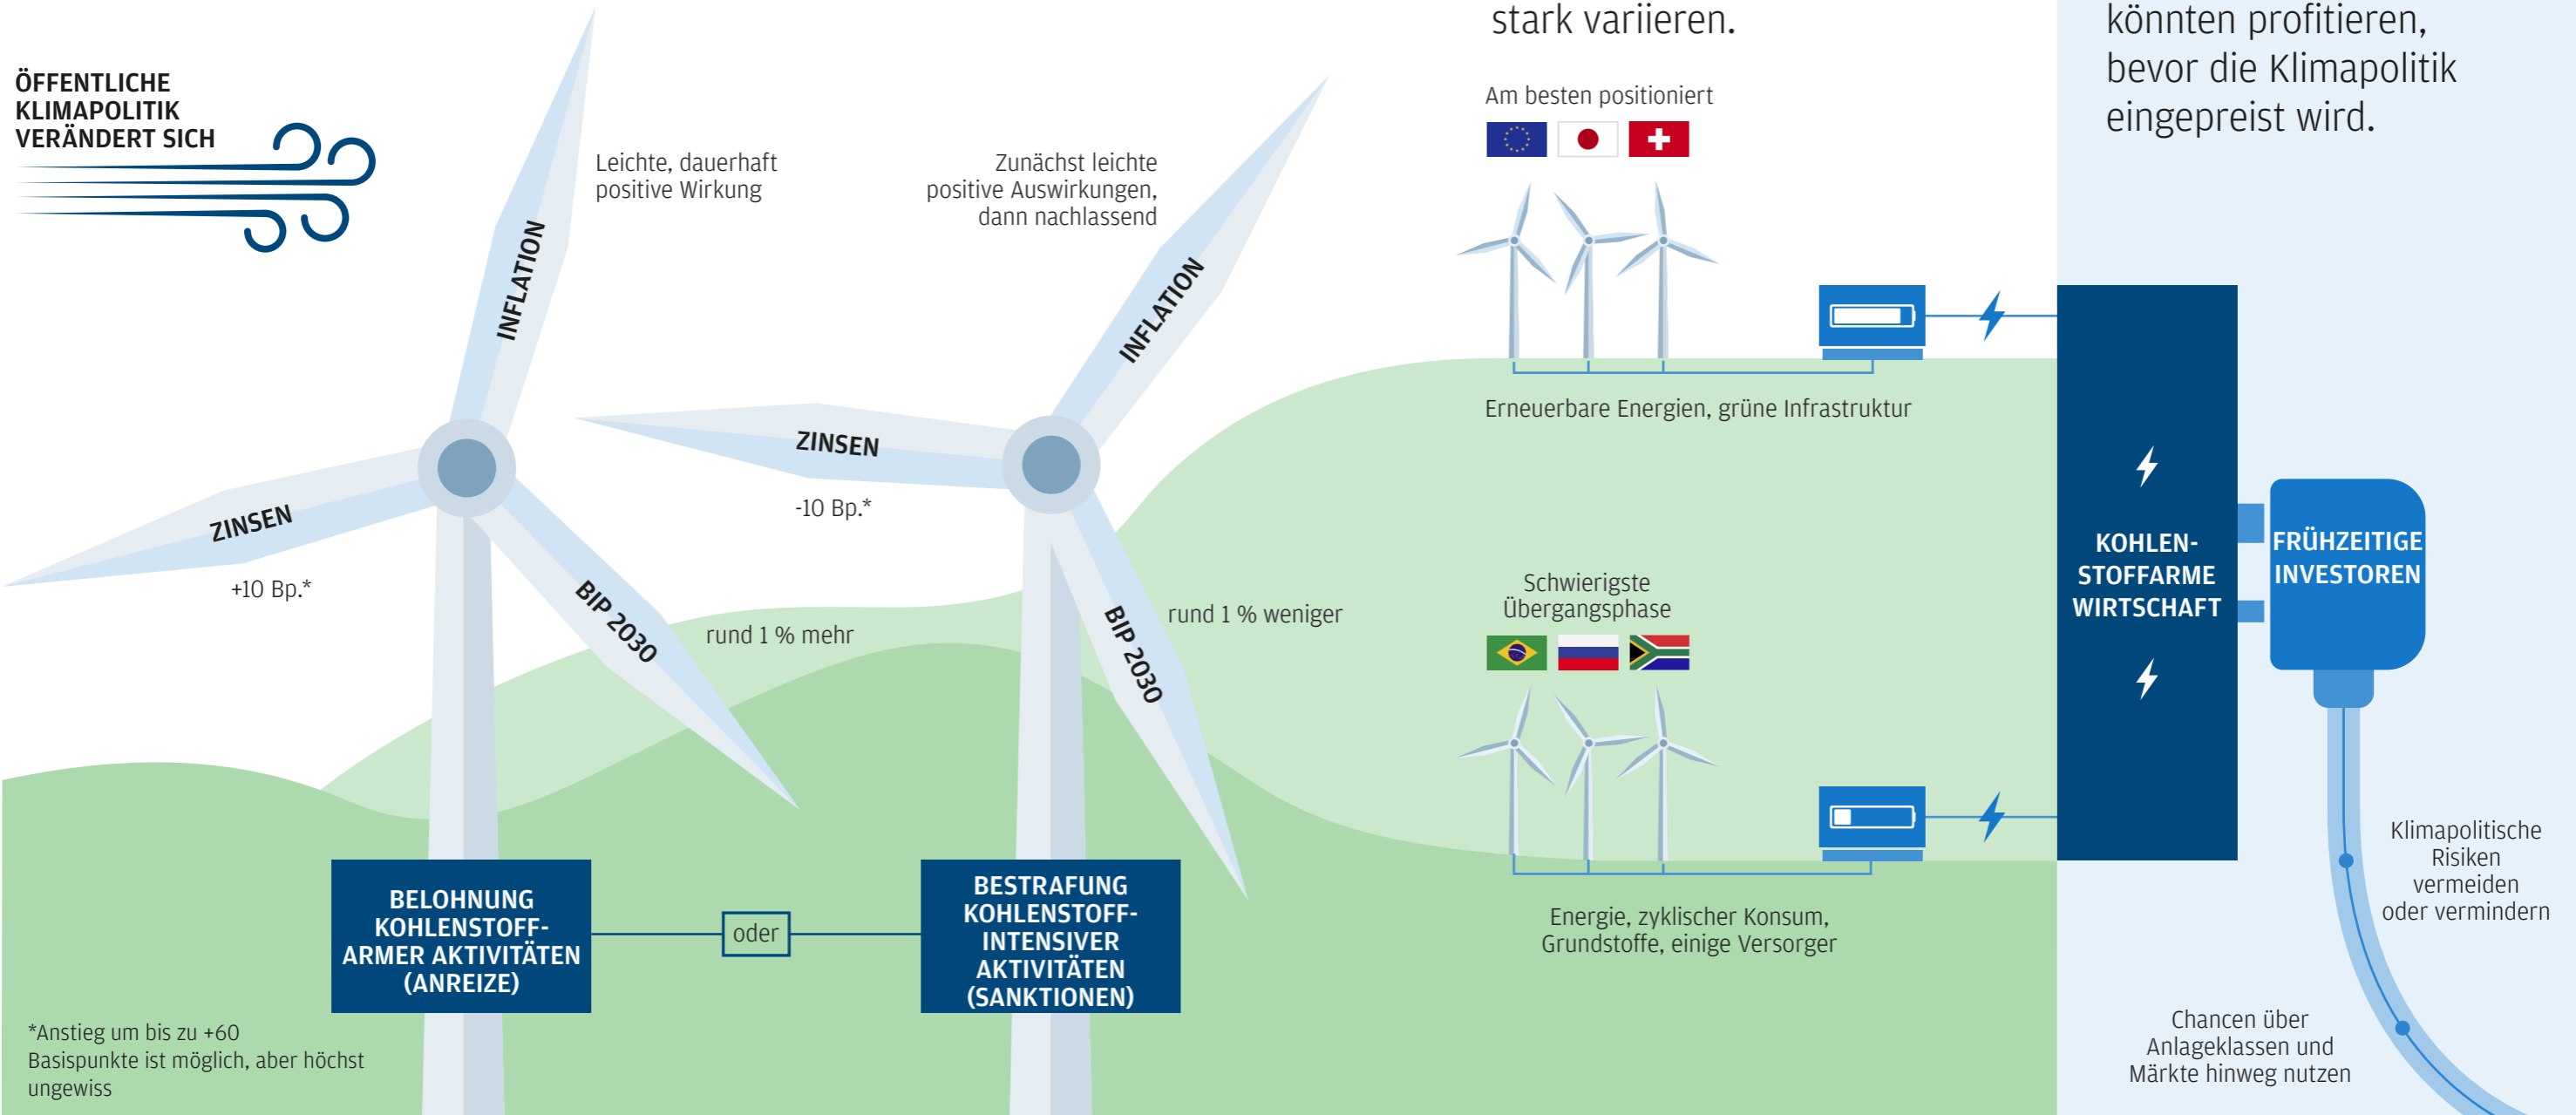 ÖFFENTLICHE
KLIMAPOLITIK
VERÄNDERT SICH
INFLATION
Leichte, dauerhaft
positive Wirkung
ZINSEN
+10 Bp.*
BIP 2030
rund 1 % mehr
BELOHNUNG
KOHLENSTOFF-
ARMER AKTIVITÄTEN
(ANREIZE)
oder
INFLATION
Zunächst leichte
positive Auswirkungen,
dann nachlassend
ZINSEN
-10 Bp.*
BIP 2030
rund 1 % weniger
BESTRAFUNG
KOHLENSTOFF-
INTENSIVER
AKTIVITÄTEN
(SANKTIONEN)
*Anstieg um bis zu +60
Basispunkte ist möglich, aber höchst
ungewiss
stark variieren.
Am besten positioniert
Erneuerbare Energien, grüne Infrastruktur
Schwierigste
Übergangsphase
Energie, zyklischer Konsum,
Grundstoffe, einige Versorger
könnten profitieren,
bevor die Klimapolitik
eingepreist wird.
KOHLEN-
STOFFARME
WIRTSCHAFT
FRÜHZEITIGE
INVESTOREN
Klimapolitische
Risiken
vermeiden
oder vermindern
Chancen über
Anlageklassen und
Märkte hinweg nutzen